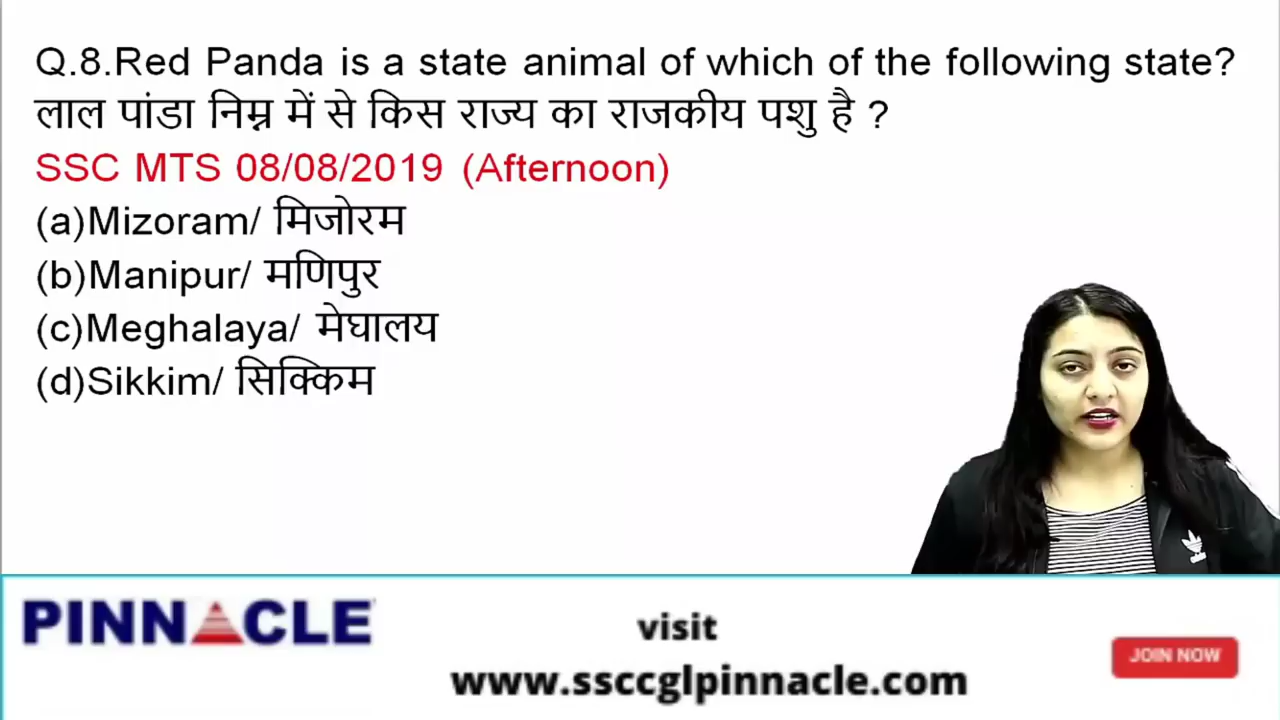 Q.8.Red Panda is a state animal of which of the following state?
लाल पांडा निम्न में से किस राज्य का राजकीय पशु है ?
SSC MTS 08/08/2019 (Afternoon)
(a)Mizoram/ मिजोरम
(b)Manipur/ मणिपुर
(c)Meghalaya/ मेघालय
(d)Sikkim/ सिक्किम
PINNACLE
visit
www.ssccglpinnacle.com
JOIN NOW